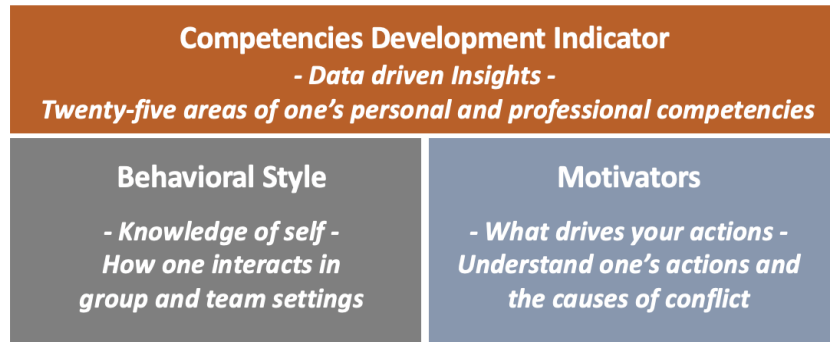 Competencies Development Indicator
- Data driven Insights -
Twenty-five areas of one’s personal and professional competencies
Behavioral Style
- Knowledge of self -
How one interacts in
group and team settings
Motivators
- What drives your actions -
Understand one’s actions and
the causes of conflict